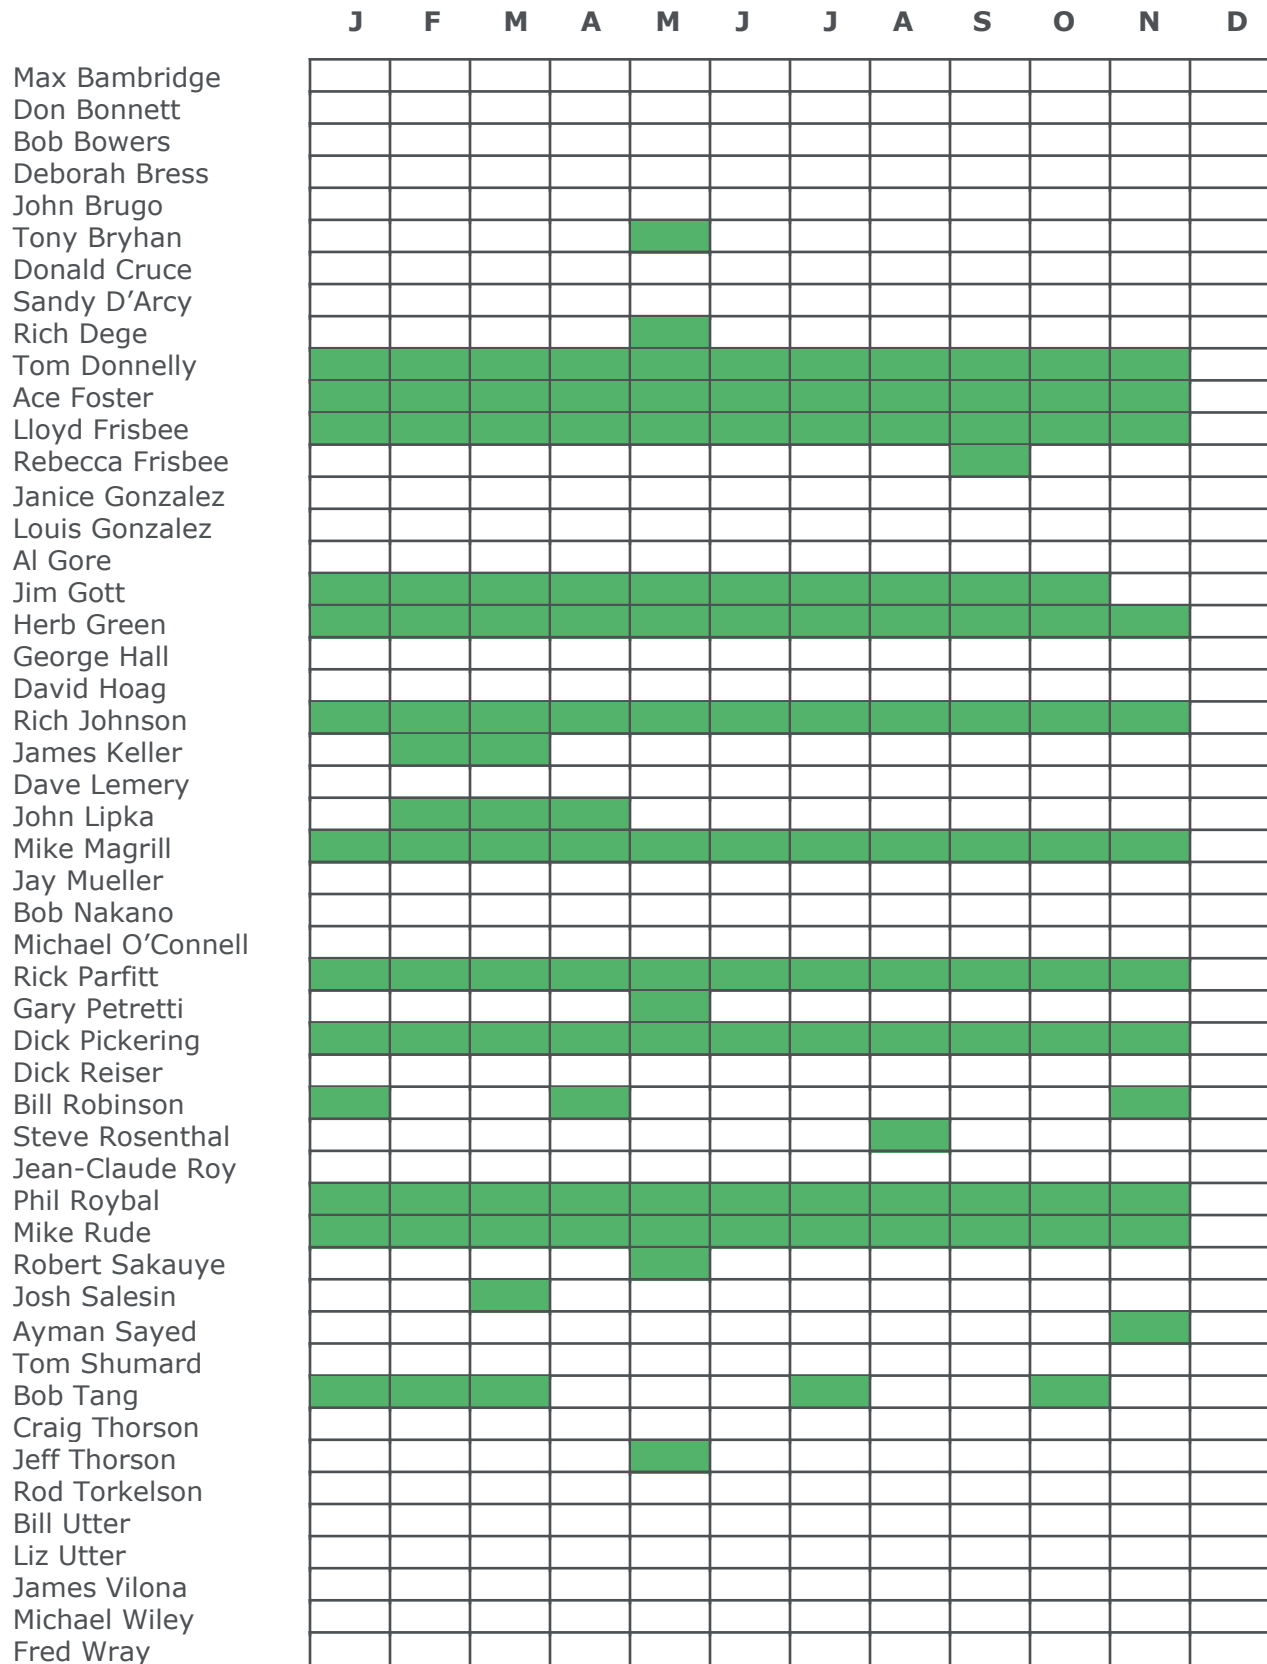 J F M A M J J A S O N D
Max Bambridge
Don Bonnett
Bob Bowers
Deborah Bress
John Brugo
Tony Bryhan
Donald Cruce
Sandy D’Arcy
Rich Dege
Tom Donnelly
Ace Foster
Lloyd Frisbee
Rebecca Frisbee
Janice Gonzalez
Louis Gonzalez
Al Gore
Jim Gott
Herb Green
George Hall
David Hoag
Rich Johnson
James Keller
Dave Lemery
John Lipka
Mike Magrill
Jay Mueller
Bob Nakano
Michael O’Connell
Rick Parfitt
Gary Petretti
Dick Pickering
Dick Reiser
Bill Robinson
Steve Rosenthal
Jean-Claude Roy
Phil Roybal
Mike Rude
Robert Sakauye
Josh Salesin
Ayman Sayed
Tom Shumard
Bob Tang
Craig Thorson
Jeff Thorson
Rod Torkelson
Bill Utter
Liz Utter
James Vilona
Michael Wiley
Fred Wray